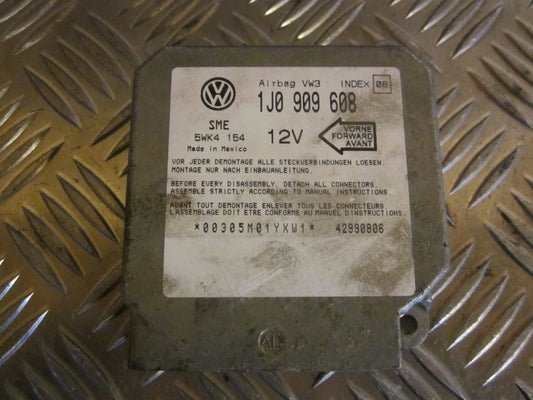 Airbag VW3 INDEX 08
1J0 909 608
SME
5WK4 154
Made in Mexico
12V
VORNE
FORWARD
AVANT
VOR JEDER DEMONTAGE ALLE STECKVERBINDUNGEN LOESEN.
MONTAGE NUR NACH EINBAUANLEITUNG.
BEFORE EVERY DISASSEMBLY, DETACH ALL CONNECTORS.
ASSEMBLE STRICTLY ACCORDING TO MANUAL INSTRUCTIONS.
AVANT TOUT DEMONTAGE ENLEVER TOUS LES CONNECTEURS
L'ASSEMBLAGE DOIT ETRE CONFORME AU MANUEL D'INSTRUCTIONS.
*00305M01YXW1* 42990806